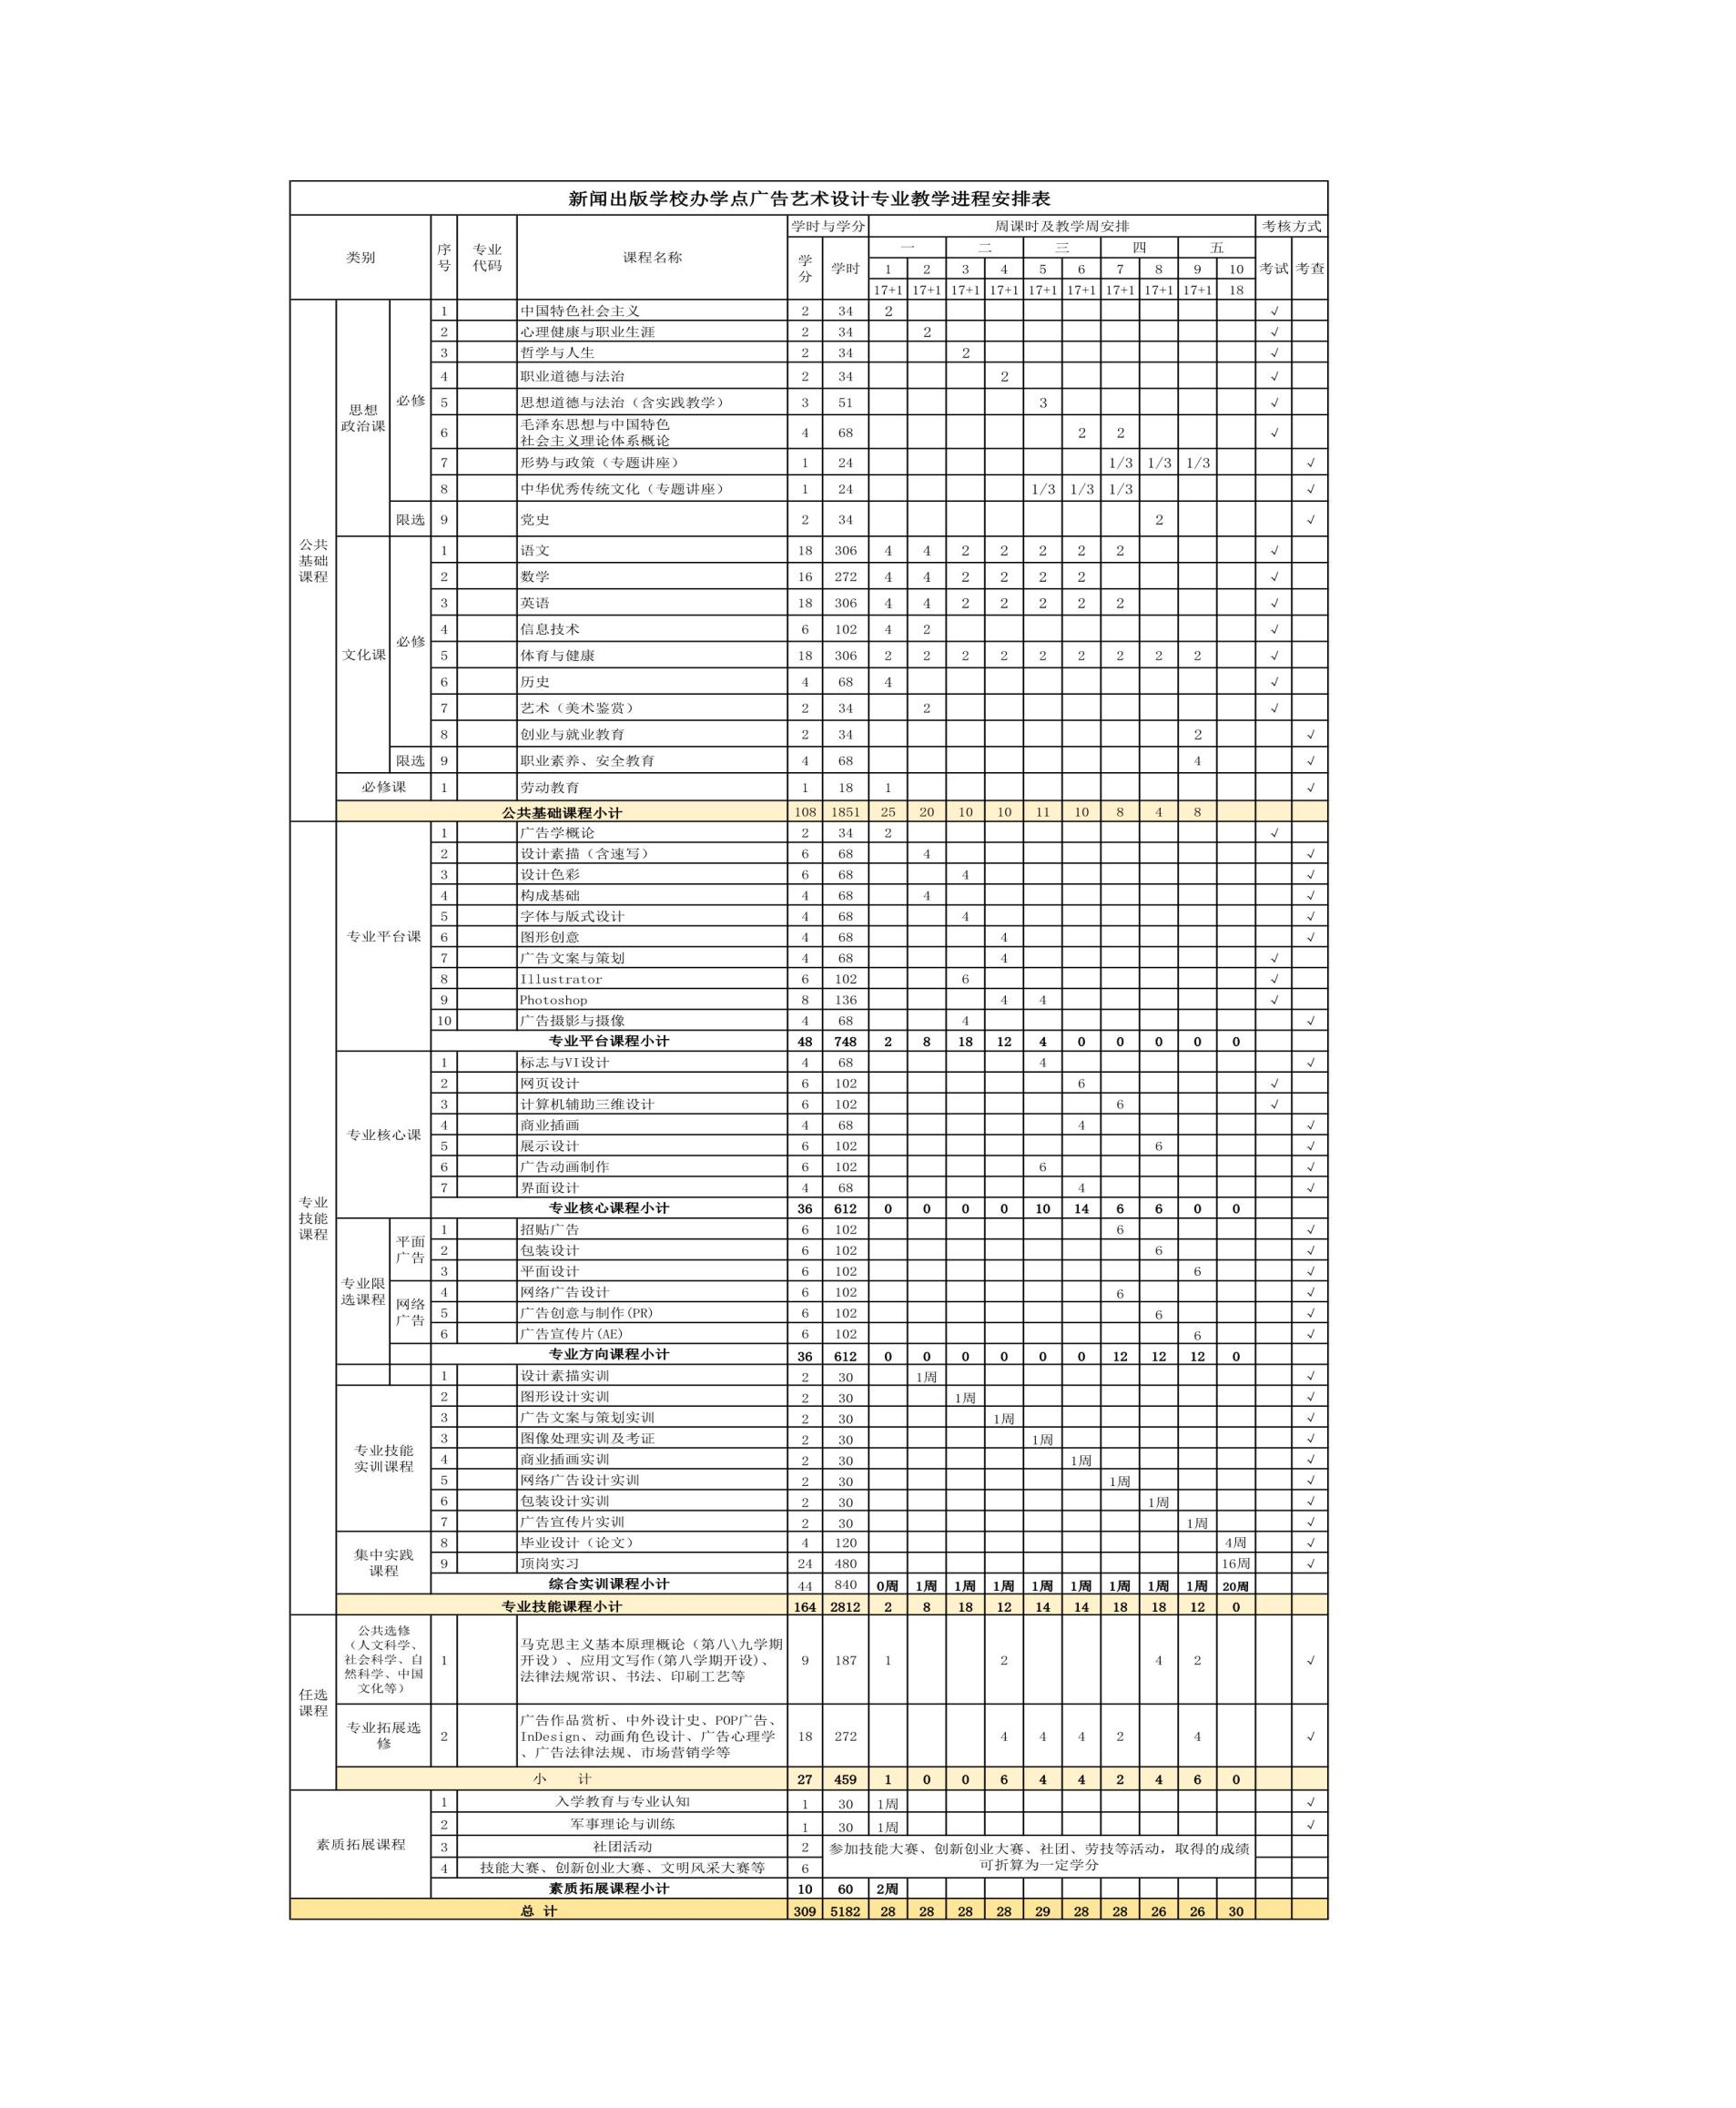 新闻出版学校办学点广告艺术设计专业教学进程安排表
类别 序号 专业代码 课程名称 学时与学分 周课时及教学周安排 考核方式
学分 学时 一 二 三 四 五 考试 考查
1 2 3 4 5 6 7 8 9 10
17+1 17+1 17+1 17+1 17+1 17+1 17+1 17+1 17+1 18
公共基础课程
思想政治课
必修
1 中国特色社会主义 2 34 2 √
2 心理健康与职业生涯 2 34 2 √
3 哲学与人生 2 34 2 √
4 职业道德与法治 2 34 2 √
5 思想道德与法治（含实践教学） 3 51 3 √
6 毛泽东思想与中国特色
社会主义理论体系概论 4 68 2 2 √
7 形势与政策（专题讲座） 1 24 1/3 1/3 1/3 √
8 中华优秀传统文化（专题讲座） 1 24 1/3 1/3 1/3 √
限选 9 党史 2 34 2 √
文化课
必修
1 语文 18 306 4 4 2 2 2 2 2 √
2 数学 16 272 4 4 2 2 2 2 √
3 英语 18 306 4 4 2 2 2 2 2 √
4 信息技术 6 102 4 2 √
5 体育与健康 18 306 2 2 2 2 2 2 2 2 2 √
6 历史 4 68 4 √
7 艺术（美术鉴赏） 2 34 2 √
8 创业与就业教育 2 34 2 √
限选 9 职业素养、安全教育 4 68 4 √
必修课 1 劳动教育 1 18 1 √
公共基础课程小计 108 1851 25 20 10 10 11 10 8 4 8
专业技能课程
专业平台课
1 广告学概论 2 34 2 √
2 设计素描（含速写） 6 68 4 √
3 设计色彩 6 68 4 √
4 构成基础 4 68 4 √
5 字体与版式设计 4 68 4 √
6 图形创意 4 68 4 √
7 广告文案与策划 4 68 4 √
8 Illustrator 6 102 6 √
9 Photoshop 8 136 4 4 √
10 广告摄影与摄像 4 68 4 √
专业平台课程小计 48 748 2 8 18 12 4 0 0 0 0 0
专业核心课
1 标志与VI设计 4 68 4 √
2 网页设计 6 102 6 √
3 计算机辅助三维设计 6 102 6 √
4 商业插画 4 68 4 √
5 展示设计 6 102 6 √
6 广告动画制作 6 102 6 √
7 界面设计 4 68 4 √
专业核心课程小计 36 612 0 0 0 0 10 14 6 6 0 0
专业限选课程
平面广告
1 招贴广告 6 102 6 √
2 包装设计 6 102 6 √
3 平面设计 6 102 6 √
网络广告
4 网络广告设计 6 102 6 √
5 广告创意与制作(PR) 6 102 6 √
6 广告宣传片(AE) 6 102 6 √
专业方向课程小计 36 612 0 0 0 0 0 0 12 12 12 0
1 设计素描实训 2 30 1周 √
专业技能实训课程
2 图形设计实训 2 30 1周 √
3 广告文案与策划实训 2 30 1周 √
3 图像处理实训及考证 2 30 1周 √
4 商业插画实训 2 30 1周 √
5 网络广告设计实训 2 30 1周 √
6 包装设计实训 2 30 1周 √
7 广告宣传片实训 2 30 1周 √
集中实践课程
8 毕业设计（论文） 4 120 4周 √
9 顶岗实习 24 480 16周 √
综合实训课程小计 44 840 0周 1周 1周 1周 1周 1周 1周 1周 1周 20周
专业技能课程小计 164 2812 2 8 18 12 14 14 18 18 12 0
任选课程
公共选修
（人文科学、
社会科学、自
然科学、中国
文化等）
1 马克思主义基本原理概论（第八\九学期
开设）、应用文写作(第八学期开设)、
法律法规常识、书法、印刷工艺等 9 187 1 2 4 2 √
专业拓展选修
2 广告作品赏析、中外设计史、POP广告、
InDesign、动画角色设计、广告心理学
、广告法律法规、市场营销学等 18 272 4 4 4 2 4 √
小 计 27 459 1 0 0 6 4 4 2 4 6 0
素质拓展课程
1 入学教育与专业认知 1 30 1周 √
2 军事理论与训练 1 30 1周 √
3 社团活动 2
4 技能大赛、创新创业大赛、文明风采大赛等 6
参加技能大赛、创新创业大赛、社团、劳技等活动，取得的成绩
可折算为一定学分
素质拓展课程小计 10 60 2周
总 计 309 5182 28 28 28 28 29 28 28 26 26 30